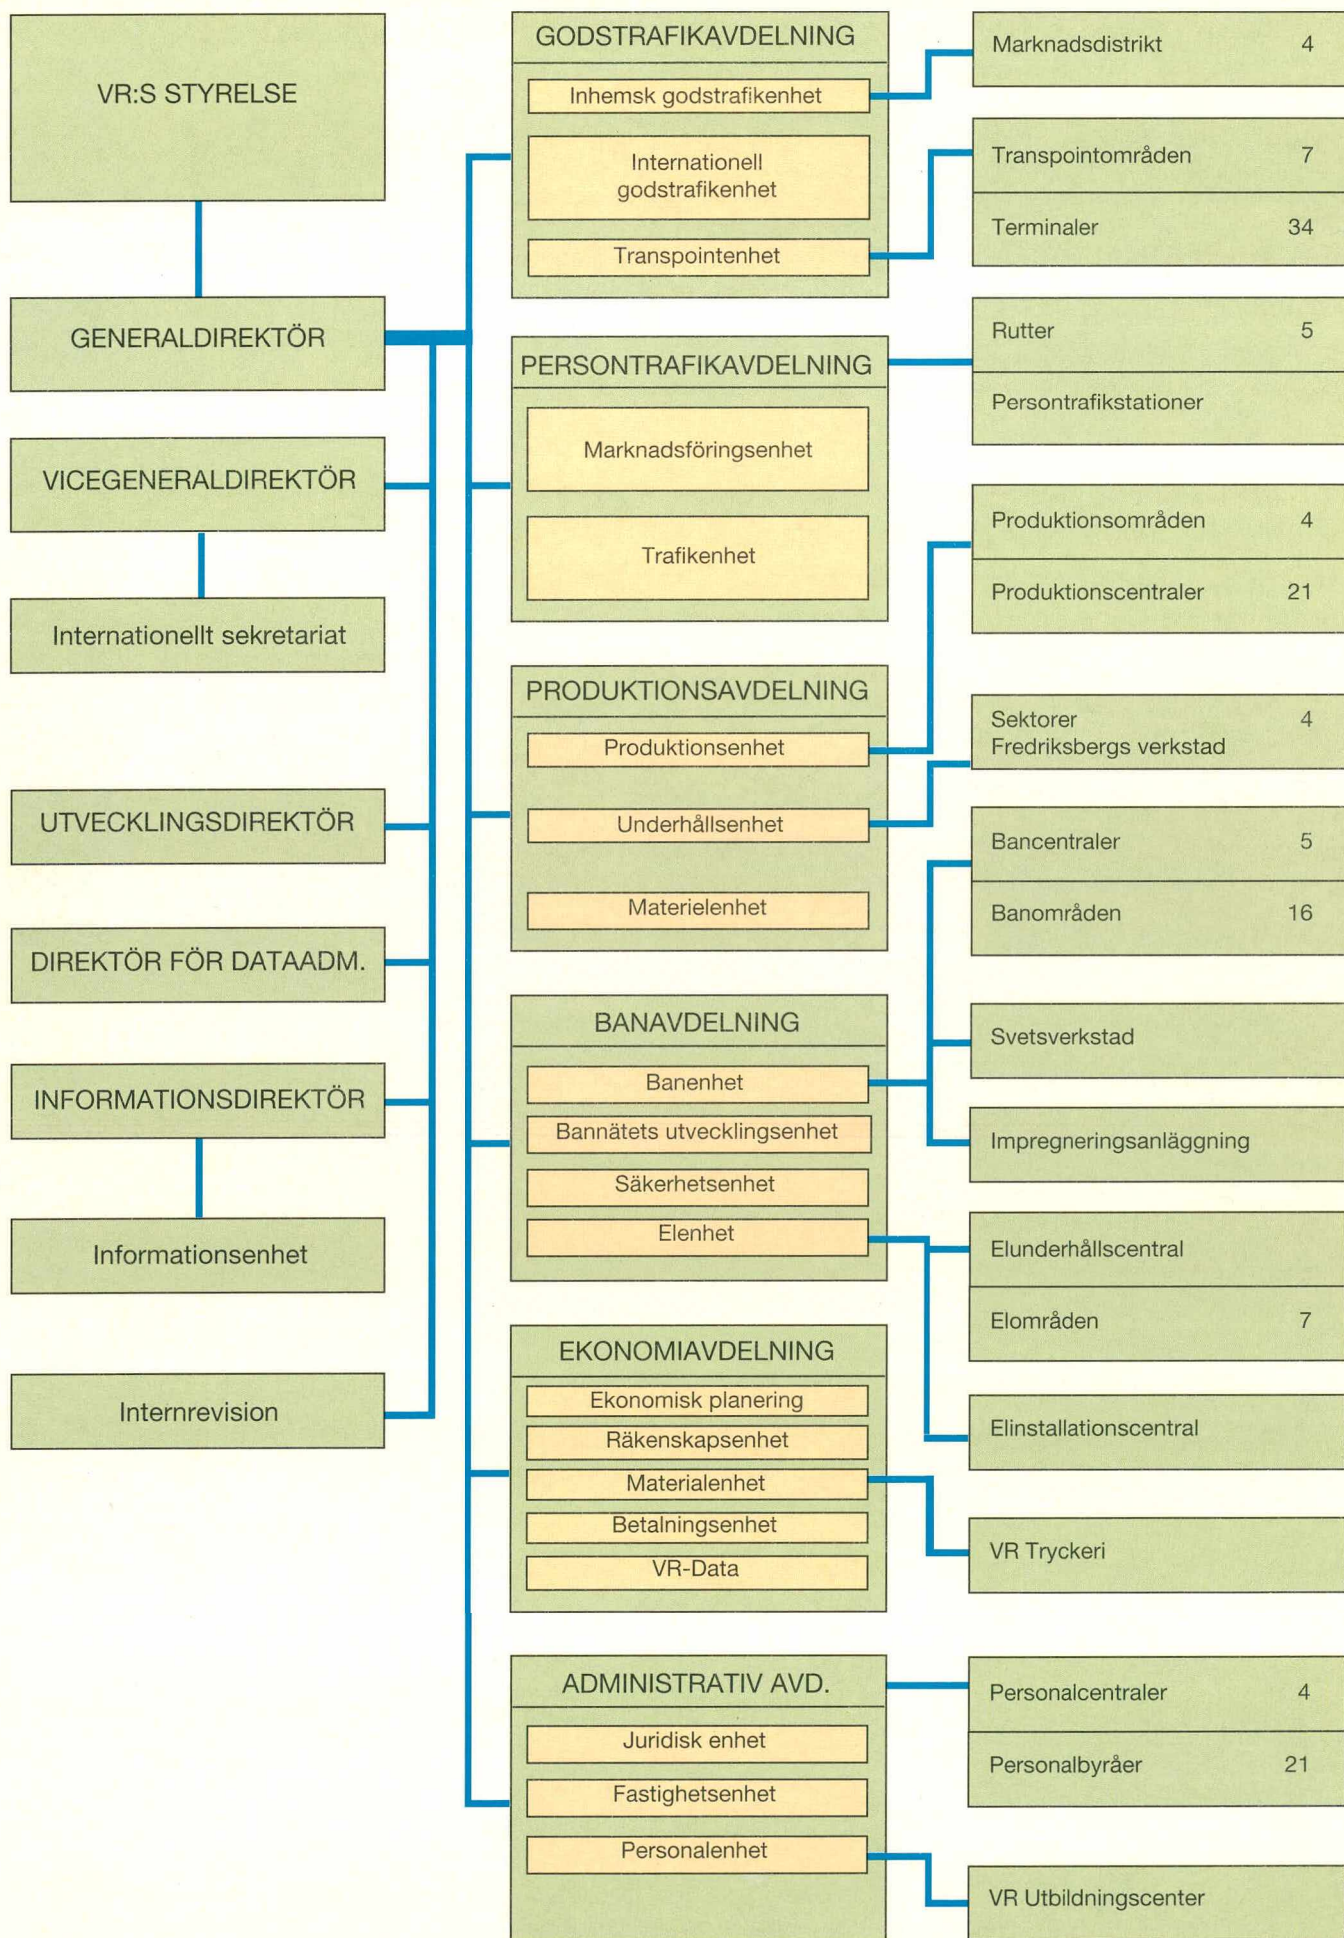 VR:S STYRELSE
GENERALDIREKTÖR
VICEGENERALDIREKTÖR
Internationellt sekretariat
UTVECKLINGSDIREKTÖR
DIREKTÖR FÖR DATAADM.
INFORMATIONSDIREKTÖR
Informationsenhet
Internrevision
GODSTRAFIKAVDELNING
Inhemsk godstrafikenhet
Internationell
godstrafikenhet
Transpointenhet
PERSONTRAFIKAVDELNING
Marknadsföringsenhet
Trafikenhet
PRODUKTIONSAVDELNING
Produktionsenhet
Underhållsenhet
Materielenhet
BANAVDELNING
Banenhet
Bannätets utvecklingsenhet
Säkerhetsenhet
Elenhet
EKONOMIAVDELNING
Ekonomisk planering
Räkenskapsenhet
Materialenhet
Betalningsenhet
VR-Data
ADMINISTRATIV AVD.
Juridisk enhet
Fastighetsenhet
Personalenhet
Marknadsdistrikt 4
Transpointområden 7
Terminaler 34
Rutter 5
Persontrafikstationer
Produktionsområden 4
Produktionscentraler 21
Sektorer 4
Fredriksbergs verkstad
Bancentraler 5
Banområden 16
Svetsverkstad
Impregneringsanläggning
Elunderhållscentral
Elområden 7
Elinstallationscentral
VR Tryckeri
Personalcentraler 4
Personalbyråer 21
VR Utbildningscenter